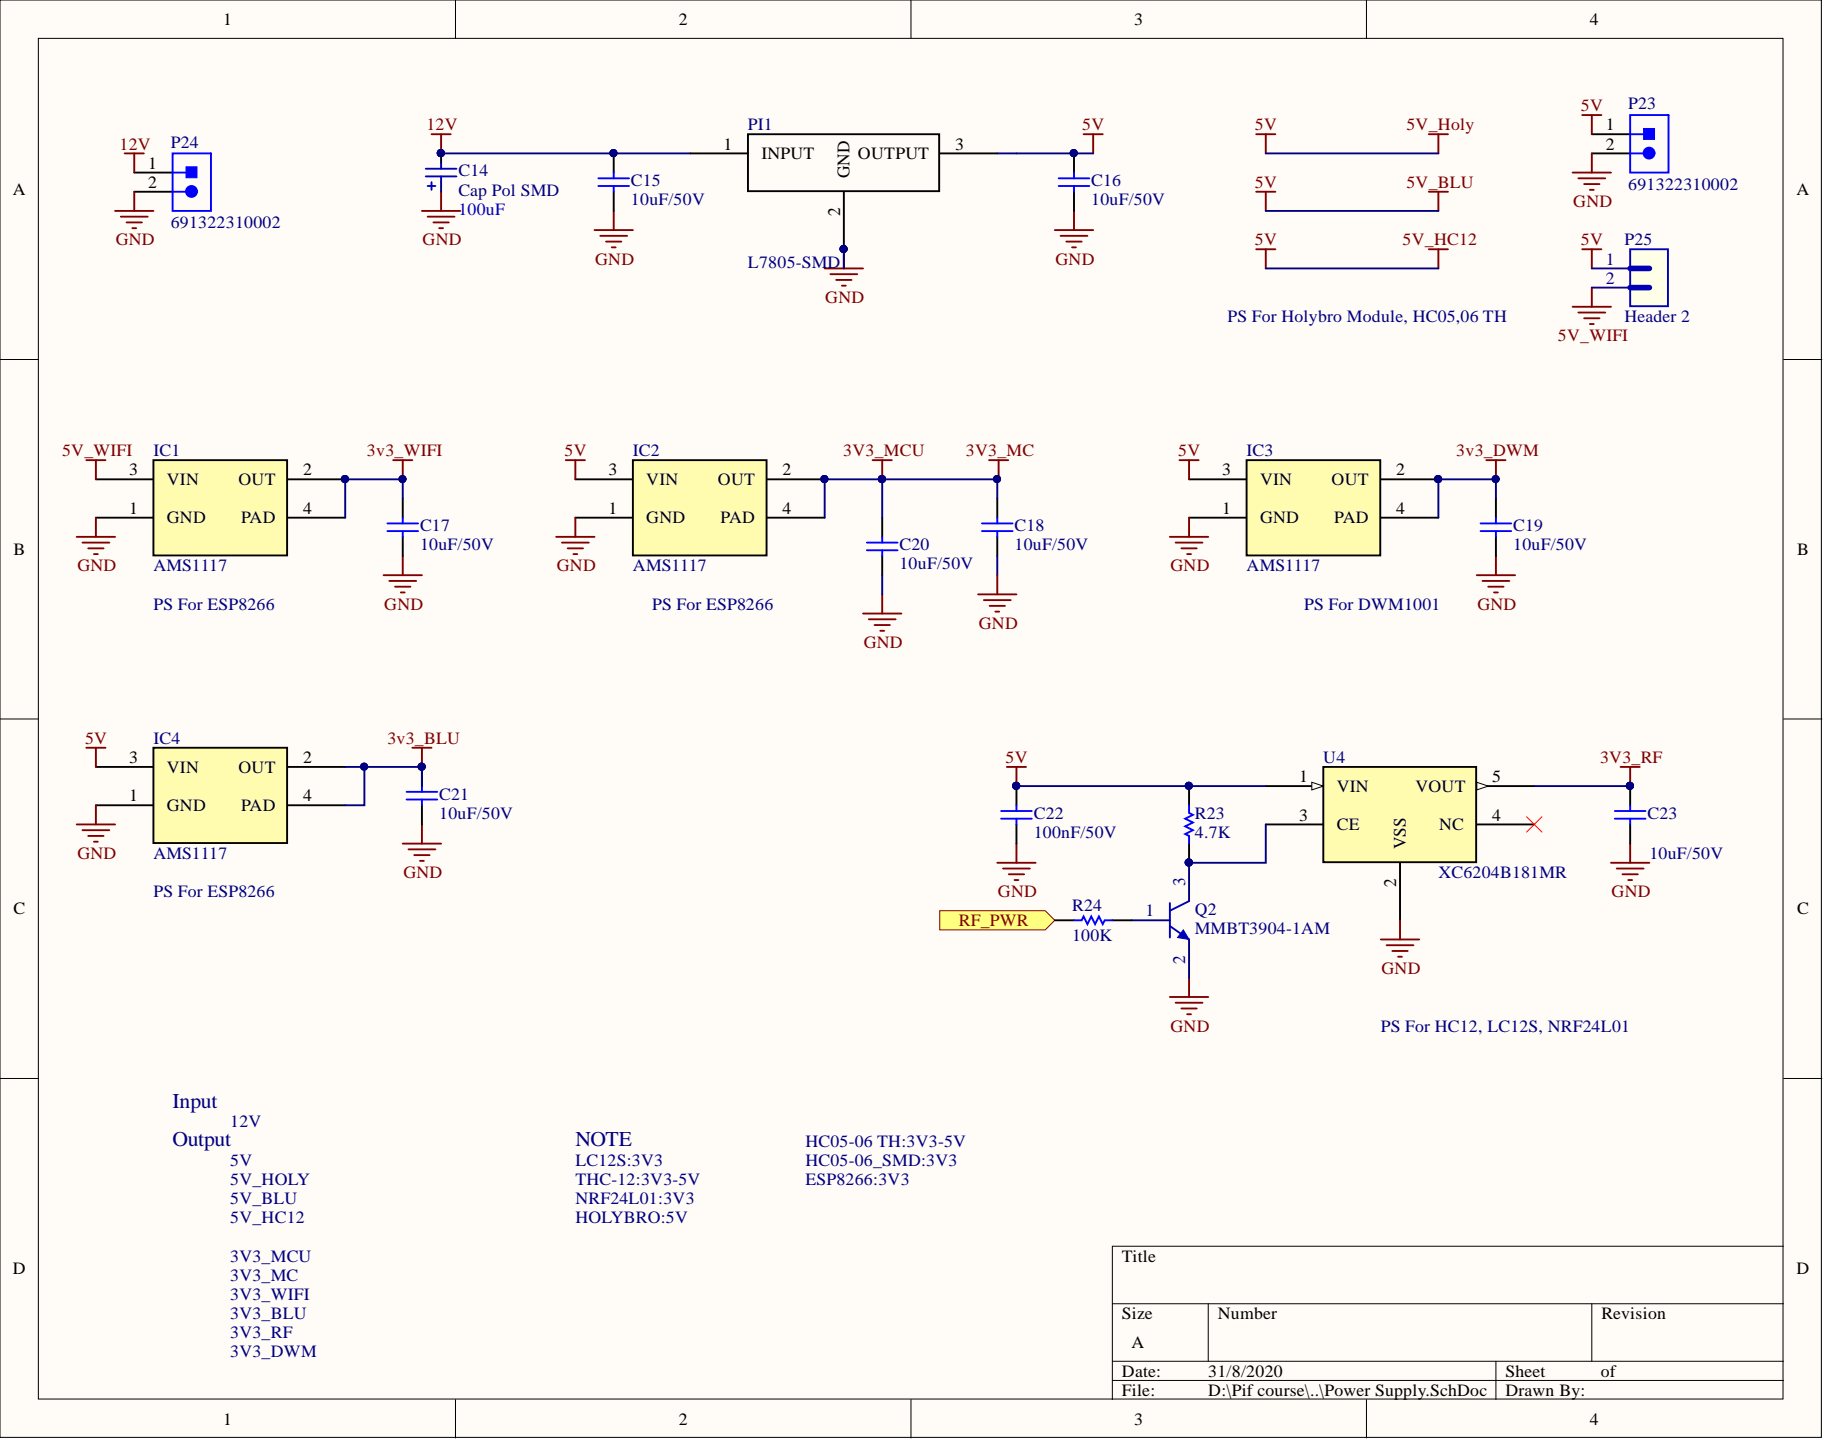 1 2 3 4
A
A
12V
P24
1
2
691322310002
GND
12V
C14
Cap Pol SMD
100uF
+
GND
C15
10uF/50V
GND
PI1
1
INPUT
GND
OUTPUT
3
2
L7805-SMD
GND
5V
C16
10uF/50V
GND
5V
5V_Holy
5V
5V_BLU
5V
5V_HC12
PS For Holybro Module, HC05,06 TH
5V
P23
1
2
691322310002
GND
5V
P25
1
2
Header 2
5V_WIFI
B
B
5V_WIFI
IC1
3
VIN
OUT
2
1
GND
PAD
4
GND
AMS1117
3v3_WIFI
C17
10uF/50V
GND
PS For ESP8266
5V
IC2
3
VIN
OUT
2
1
GND
PAD
4
GND
AMS1117
3V3_MCU
3V3_MC
C20
10uF/50V
GND
C18
10uF/50V
GND
PS For ESP8266
5V
IC3
3
VIN
OUT
2
1
GND
PAD
4
GND
AMS1117
3v3_DWM
C19
10uF/50V
GND
PS For DWM1001
C
C
5V
IC4
3
VIN
OUT
2
1
GND
PAD
4
GND
AMS1117
3v3_BLU
C21
10uF/50V
GND
PS For ESP8266
5V
C22
100nF/50V
GND
R23
4.7K
RF_PWR
R24
100K
1
3
Q2
MMBT3904-1AM
2
GND
U4
1
VIN
VOUT
5
3
CE
VSS
NC
4
2
XC6204B181MR
GND
3V3_RF
C23
10uF/50V
GND
PS For HC12, LC12S, NRF24L01
D
D
Input
12V
Output
5V
5V_HOLY
5V_BLU
5V_HC12
3V3_MCU
3V3_MC
3V3_WIFI
3V3_BLU
3V3_RF
3V3_DWM
NOTE
LC12S:3V3
THC-12:3V3-5V
NRF24L01:3V3
HOLYBRO:5V
HC05-06 TH:3V3-5V
HC05-06_SMD:3V3
ESP8266:3V3
Title
Size
A
Number
Revision
Date: 31/8/2020
Sheet of
File: D:\Pif course\..\Power Supply.SchDoc
Drawn By:
1 2 3 4